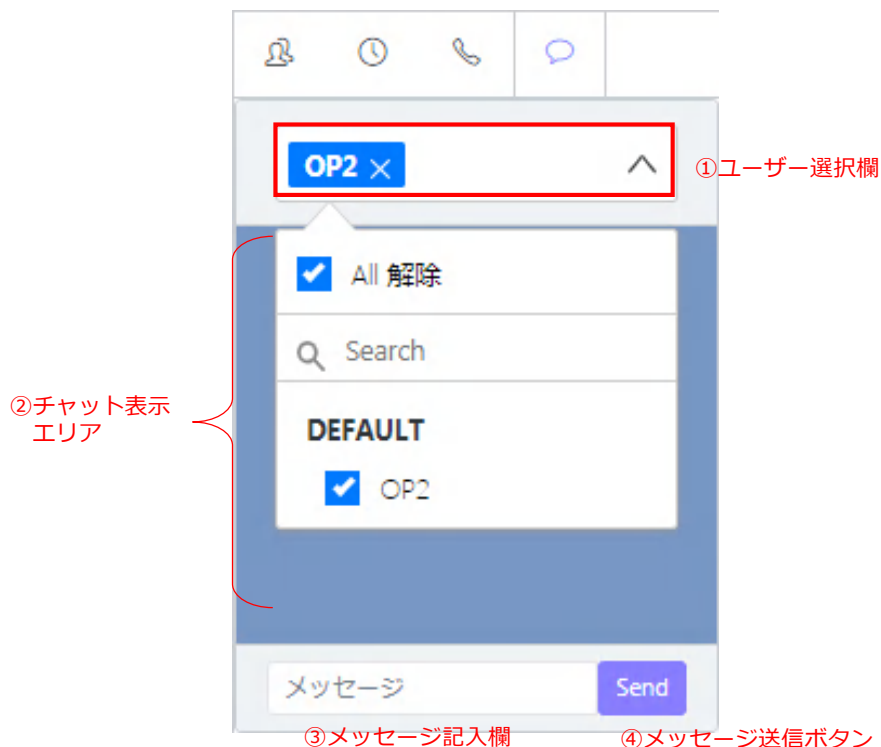 OP2 ×
①ユーザー選択欄
All 解除
Search
②チャット表示
エリア
DEFAULT
OP2
メッセージ
Send
③メッセージ記入欄
④メッセージ送信ボタン